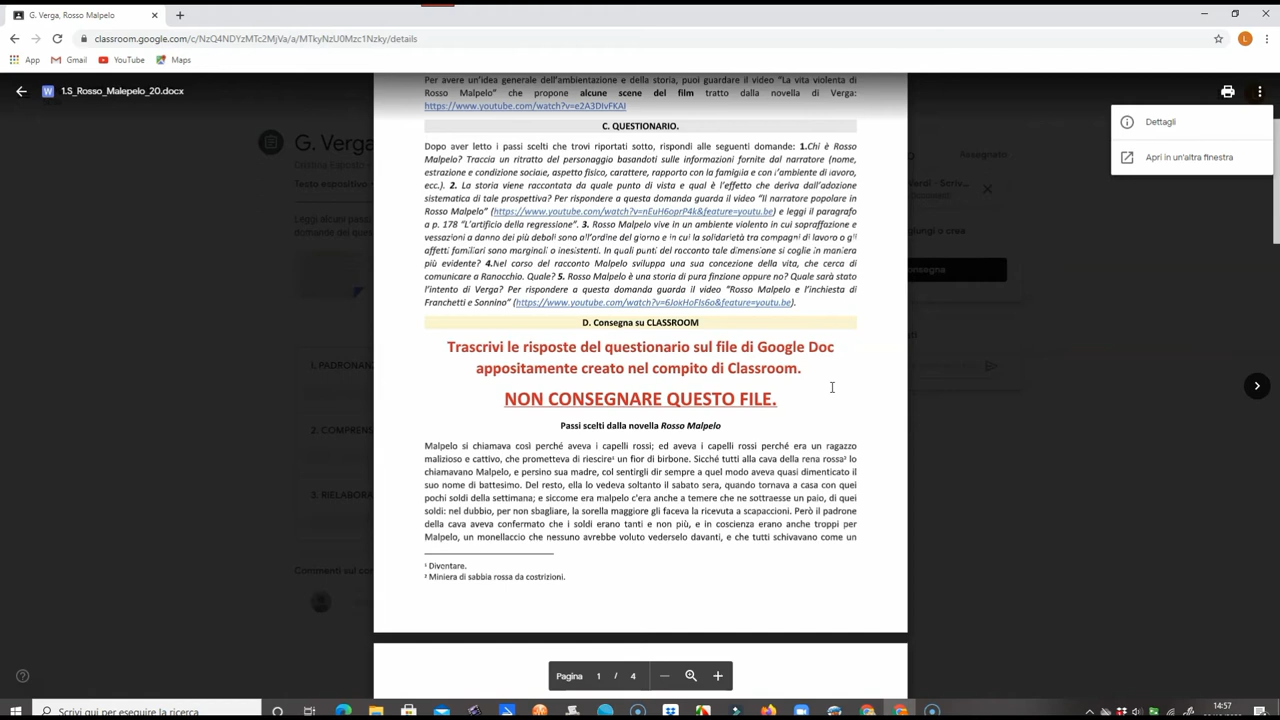 G. Verga, Rosso Malpelo
classroom.google.com/c/NzQ4NDYzMTc2MjVa/a/MTkyNzU0Mzc1Nzky/details
App Gmail YouTube Maps
1.S_Rosso_Malepelo_20.docx
Per avere un'idea generale dell'ambientazione e della storia, puoi guardare il video "La vita violenta di
Rosso Malpelo" che propone alcune scene del film tratto dalla novella di Verga:
https://www.youtube.com/watch?v=e2A3DIvFKAI
Dettagli
Apri in un'altra finestra
C. QUESTIONARIO.
Dopo aver letto i passi scelti che trovi riportati sotto, rispondi alle seguenti domande: 1.Chi è Rosso
Malpelo? Traccia un ritratto del personaggio basandoti sulle informazioni fornite dal narratore (nome,
estrazione e condizione sociale, aspetto fisico, carattere, rapporto con la famiglia e con l'ambiente di lavoro,
ecc.). 2. La storia viene raccontata da quale punto di vista e qual è l'effetto che deriva dall'adozione
sistematica di tale prospettiva? Per rispondere a questa domanda guarda il video "Il narratore popolare in
Rosso Malpelo" (https://www.youtube.com/watch?v=nEuH6oprP4k&feature=youtu.be) e leggi il paragrafo
a p. 178 "L'artificio della regressione". 3. Rosso Malpelo vive in un ambiente violento in cui sopraffazione e
vessazioni a danno dei più deboli sono all'ordine del giorno e in cui la solidarietà tra compagni di lavoro o gli
affetti familiari sono marginali o inesistenti. In quali punti del racconto tale dimensione si coglie in maniera
più evidente? 4.Nel corso del racconto Malpelo sviluppa una sua concezione della vita, che cerca di
comunicare a Ranocchio. Quale? 5. Rosso Malpelo è una storia di pura finzione oppure no? Quale sarà stato
l'intento di Verga? Per rispondere a questa domanda guarda il video "Rosso Malpelo e l'inchiesta di
Franchetti e Sonnino" (https://www.youtube.com/watch?v=6JoxHoFIs6o&feature=youtu.be).
D. Consegna su CLASSROOM
Trascrivi le risposte del questionario sul file di Google Doc
appositamente creato nel compito di Classroom.
NON CONSEGNARE QUESTO FILE.
Passi scelti dalla novella Rosso Malpelo
Malpelo si chiamava così perché aveva i capelli rossi; ed aveva i capelli rossi perché era un ragazzo
malizioso e cattivo, che prometteva di riescire¹ un fior di birbone. Sicché tutti alla cava della rena rossa² lo
chiamavano Malpelo, e persino sua madre, col sentirgli dir sempre a quel modo aveva quasi dimenticato il
suo nome di battesimo. Del resto, ella lo vedeva soltanto il sabato sera, quando tornava a casa con quei
pochi soldi della settimana; e siccome era malpelo c'era anche a temere che ne sottraesse un paio, di quei
soldi: nel dubbio, per non sbagliare, la sorella maggiore gli faceva la ricevuta a scapaccioni. Però il padrone
della cava aveva confermato che i soldi erano tanti e non più, e in coscienza erano anche troppi per
Malpelo, un monellaccio che nessuno avrebbe voluto vederselo davanti, e che tutti schivavano come un
¹ Diventare.
² Miniera di sabbia rossa da costrizioni.
Pagina 1 / 4
G. Verga
Testo espositivo
Leggi alcuni passi
1. PADRONANZ
2. COMPRENS
3. RIELABORA
Commenti sul co
Assegnato
Verdi - Scriv...
giungi o crea
nsegna
Scrivi qui per eseguire la ricerca
14:57